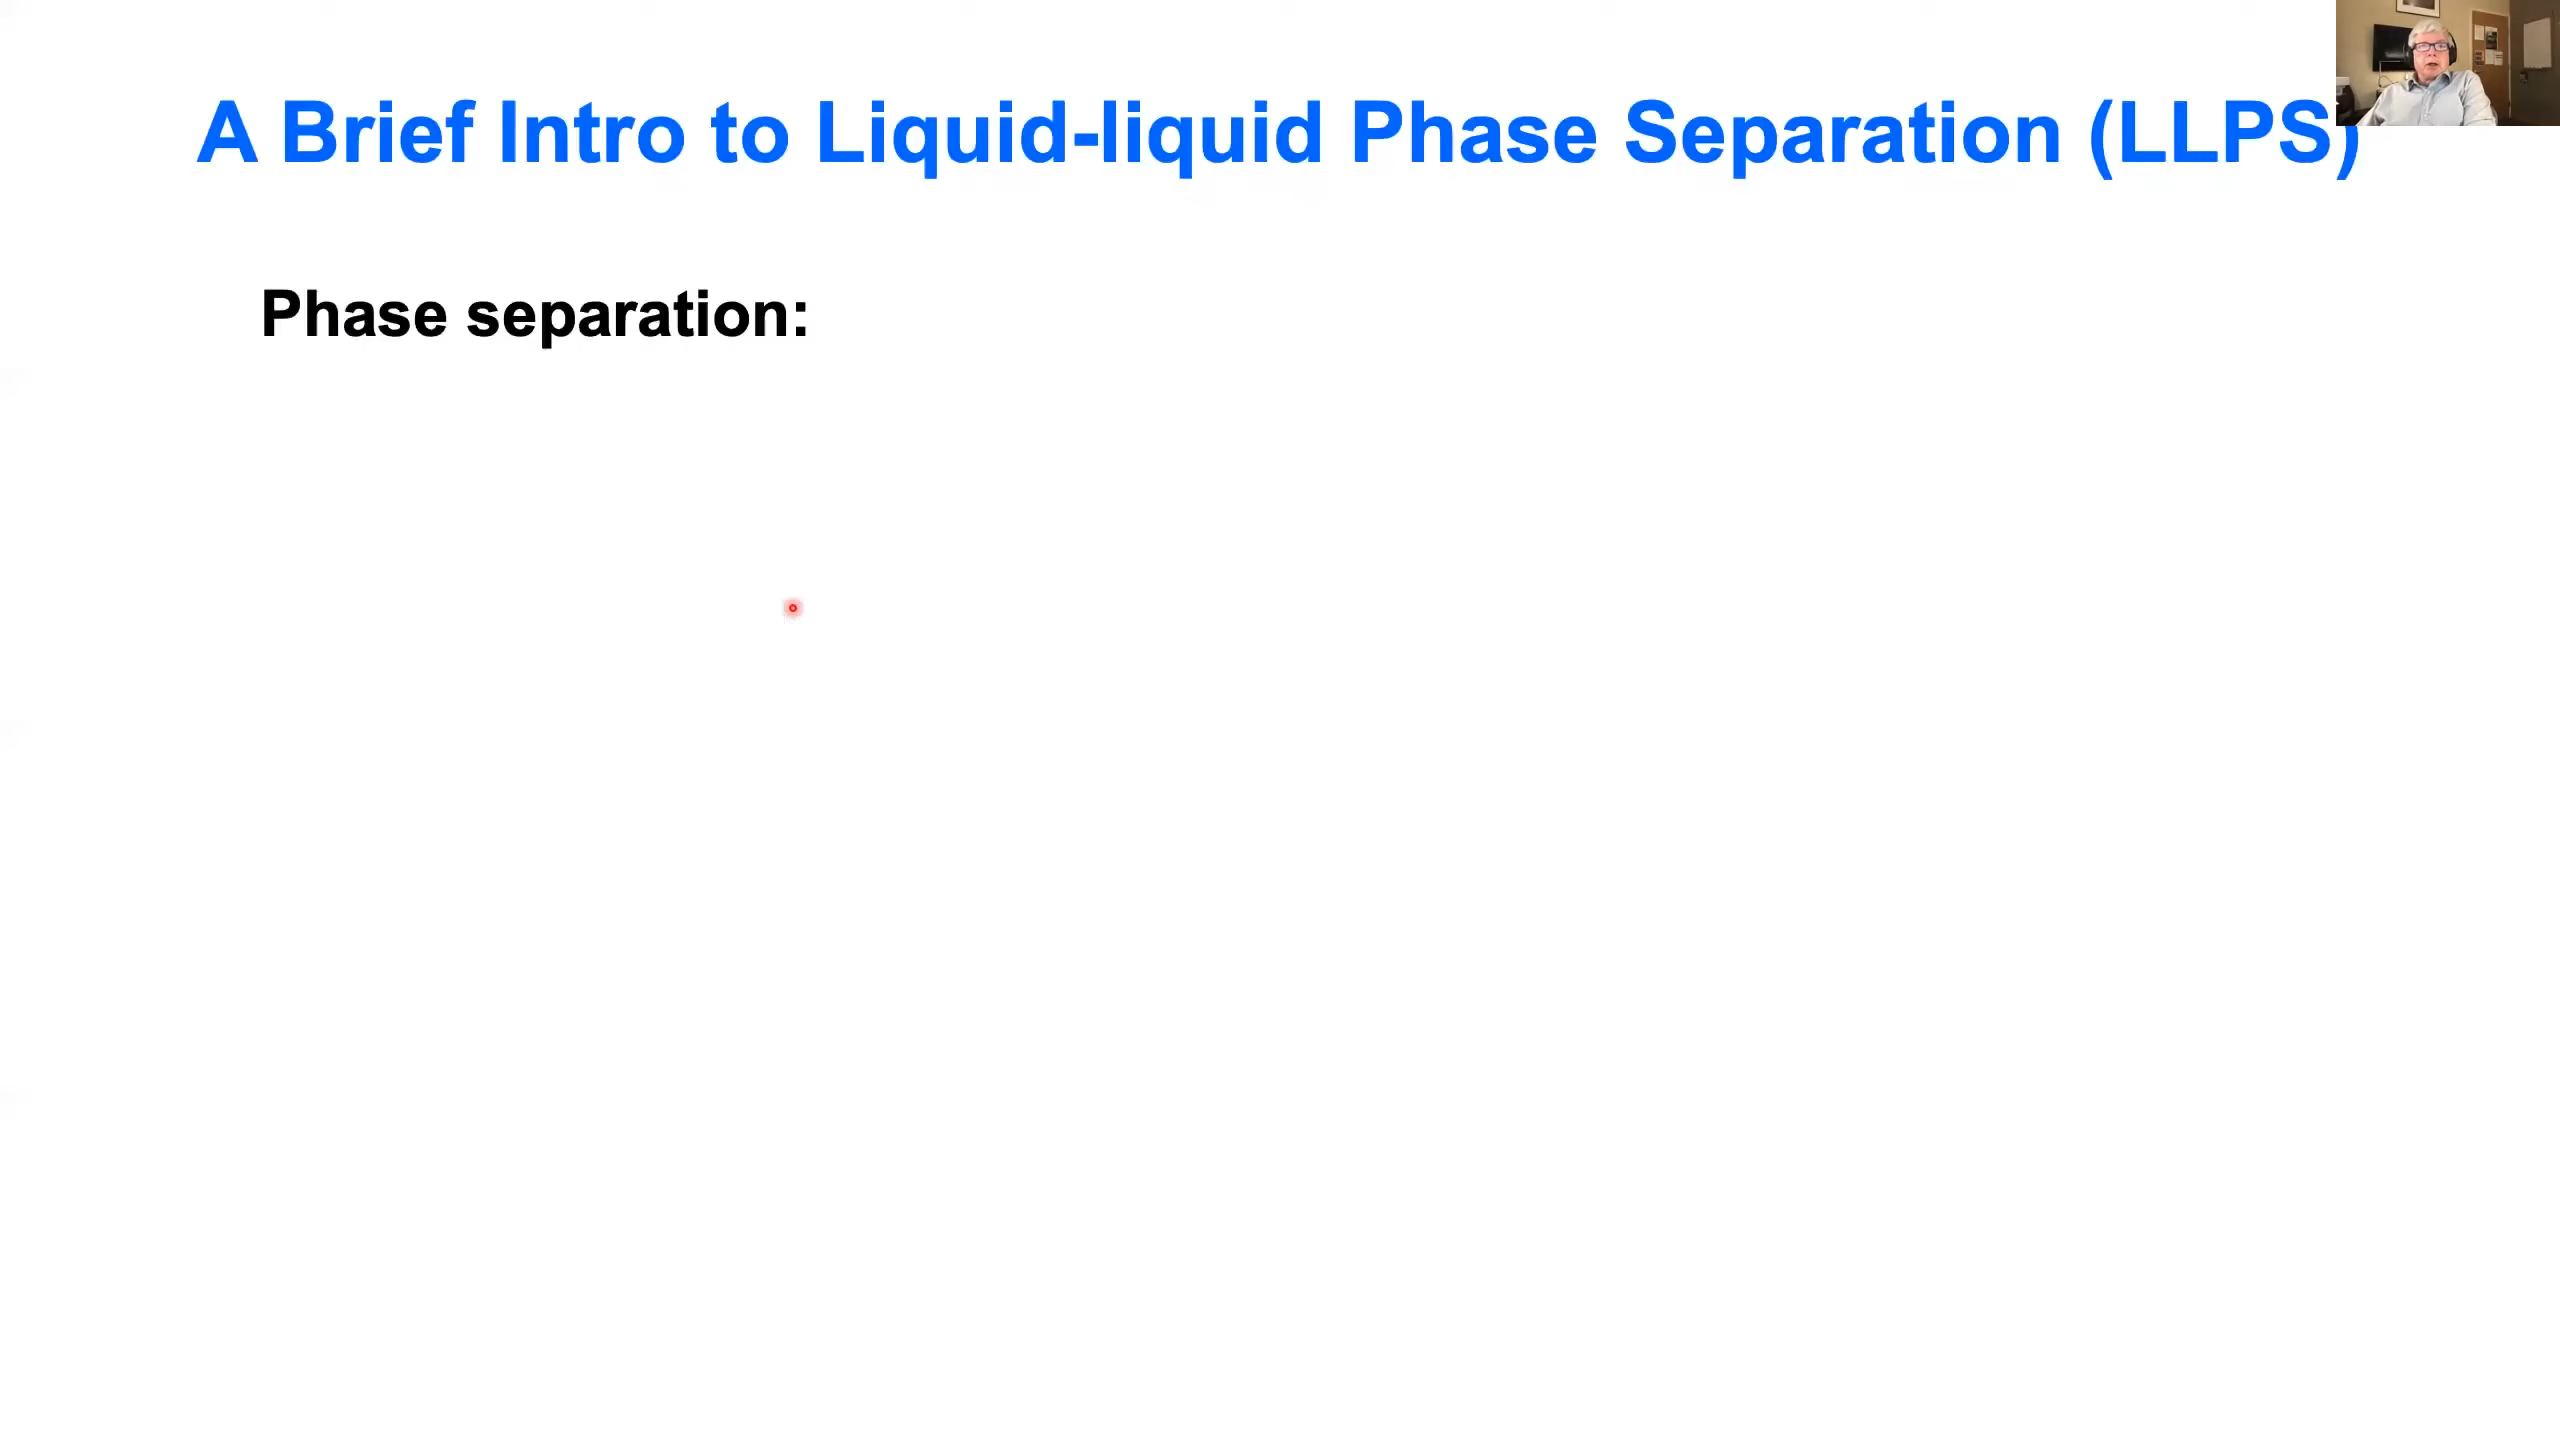 A Brief Intro to Liquid-liquid Phase Separation (LLPS)
Phase separation: